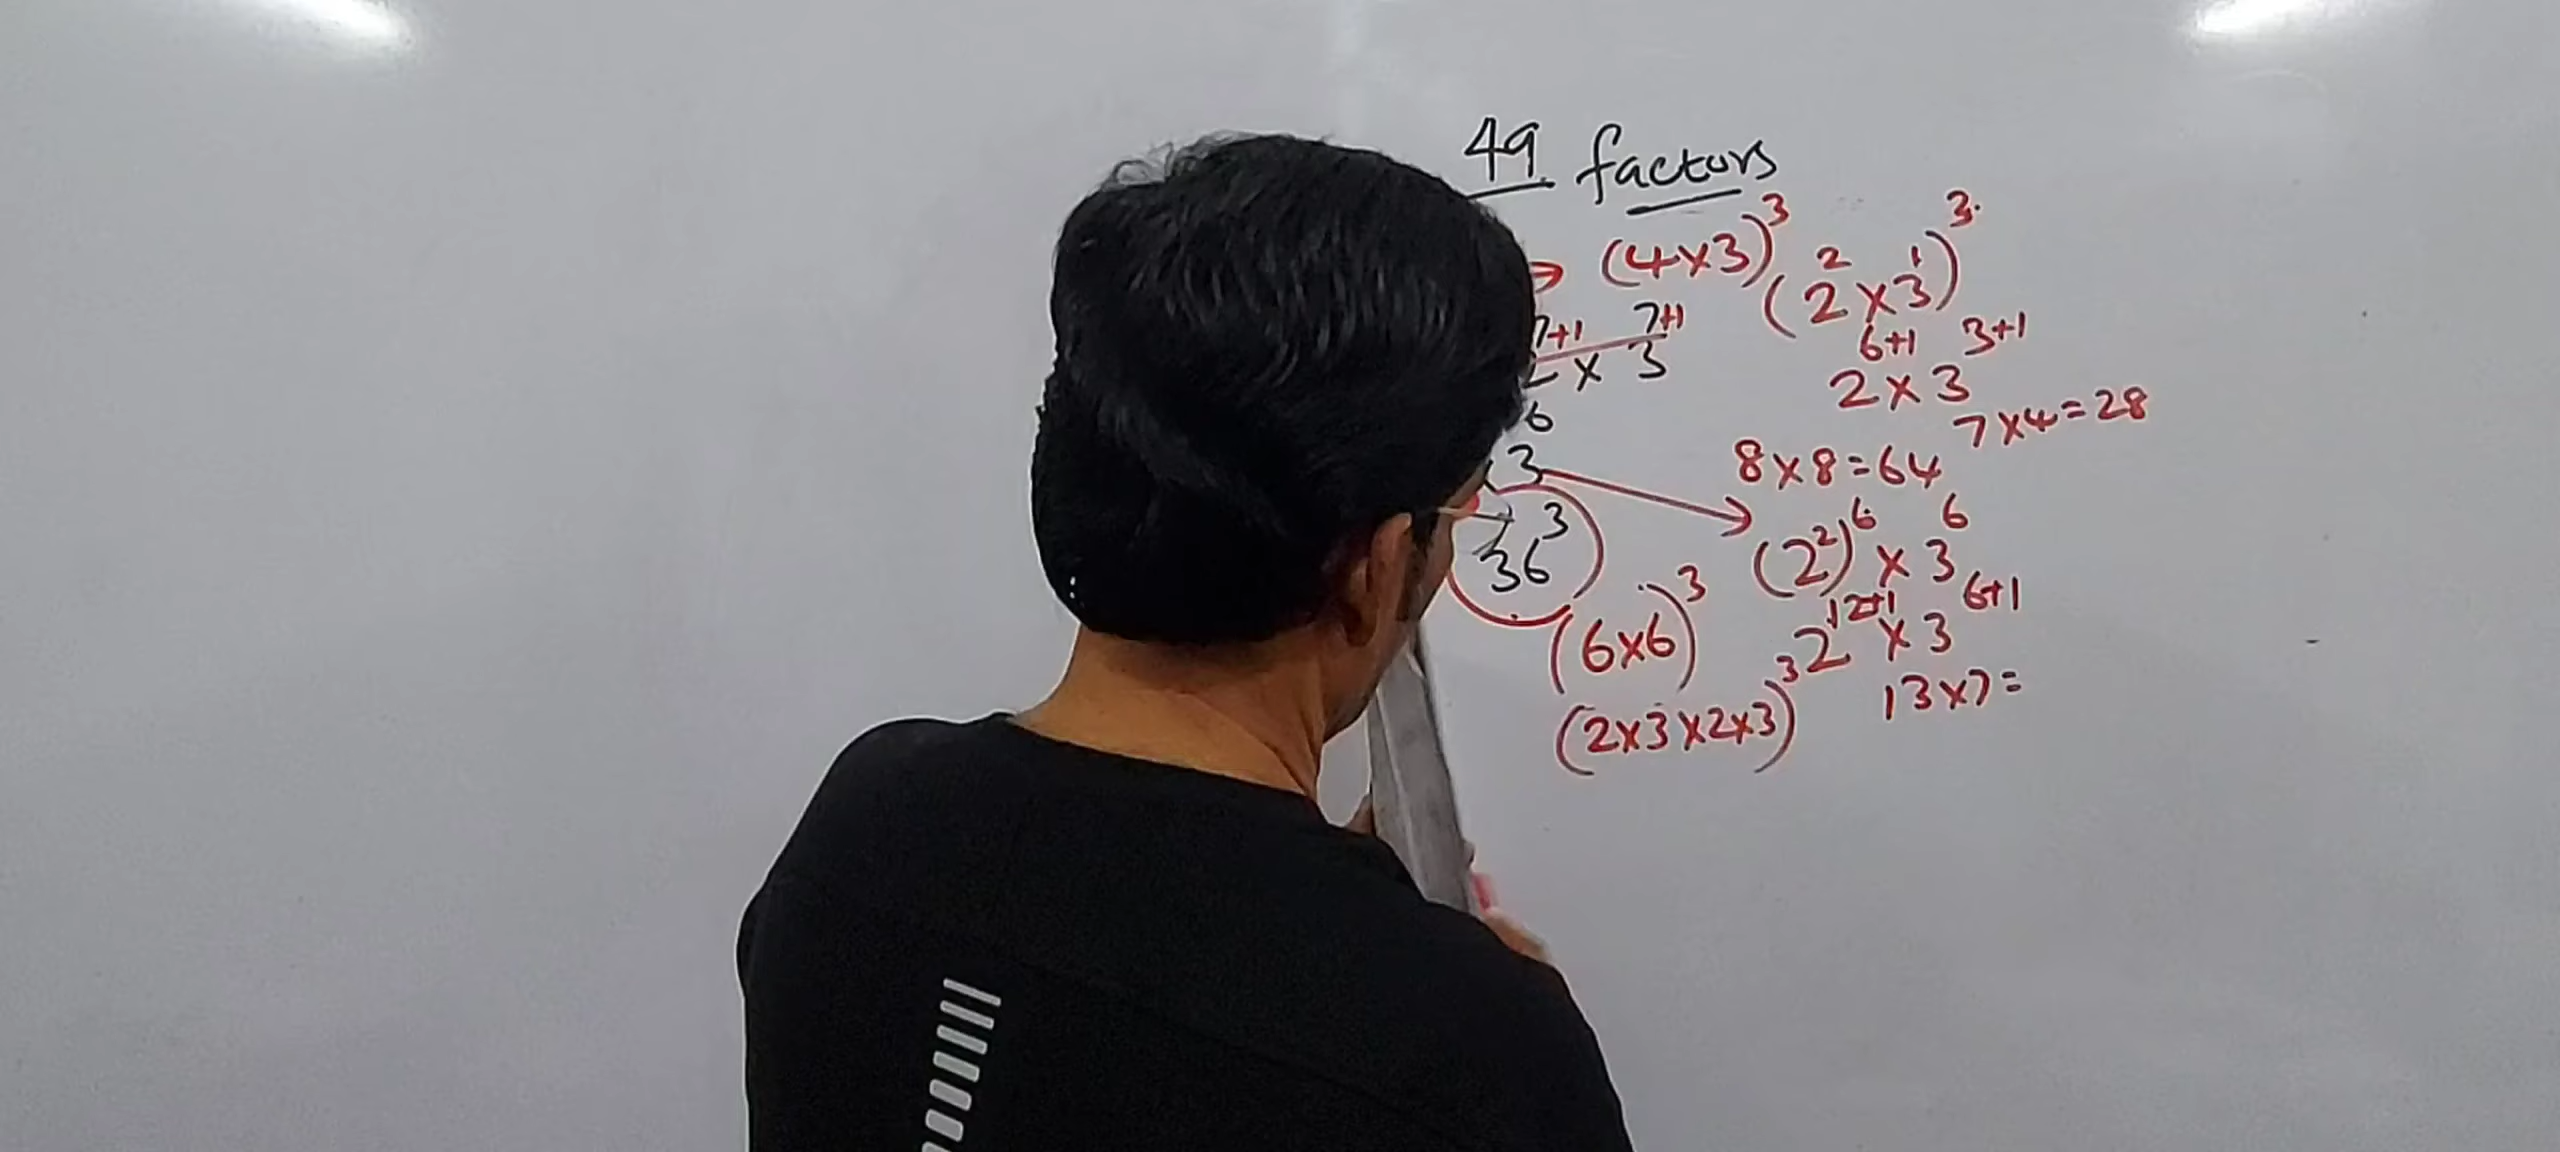 49 factors
→ (4×3)³ (2²×3¹)³
7+1 7+1
2 × 3
6+1 3+1
2 × 3
7×4=28
6
×3
8×8=64
36³
(2²)⁶ × 3⁶
(6×6)³
2¹²⁺¹ × 3⁶⁺¹
(2×3×2×3)³
13×7=